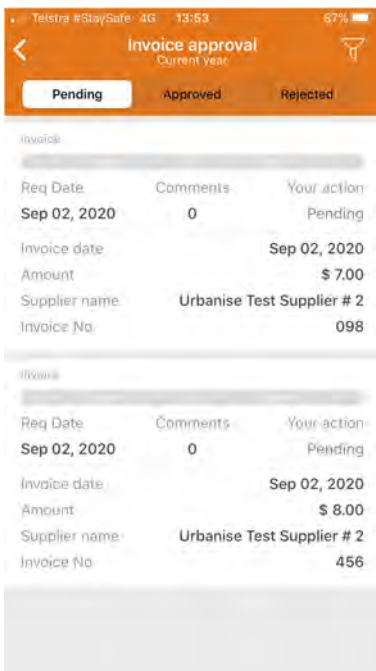 Telstra #StaySafe 4G 13:53 67%
Invoice approval
Current year
Pending Approved Rejected
Invoice
Req Date Comments Your action
Sep 02, 2020 0 Pending
Invoice date Sep 02, 2020
Amount $ 7.00
Supplier name Urbanise Test Supplier # 2
Invoice No 098
Invoice
Req Date Comments Your action
Sep 02, 2020 0 Pending
Invoice date Sep 02, 2020
Amount $ 8.00
Supplier name Urbanise Test Supplier # 2
Invoice No 456